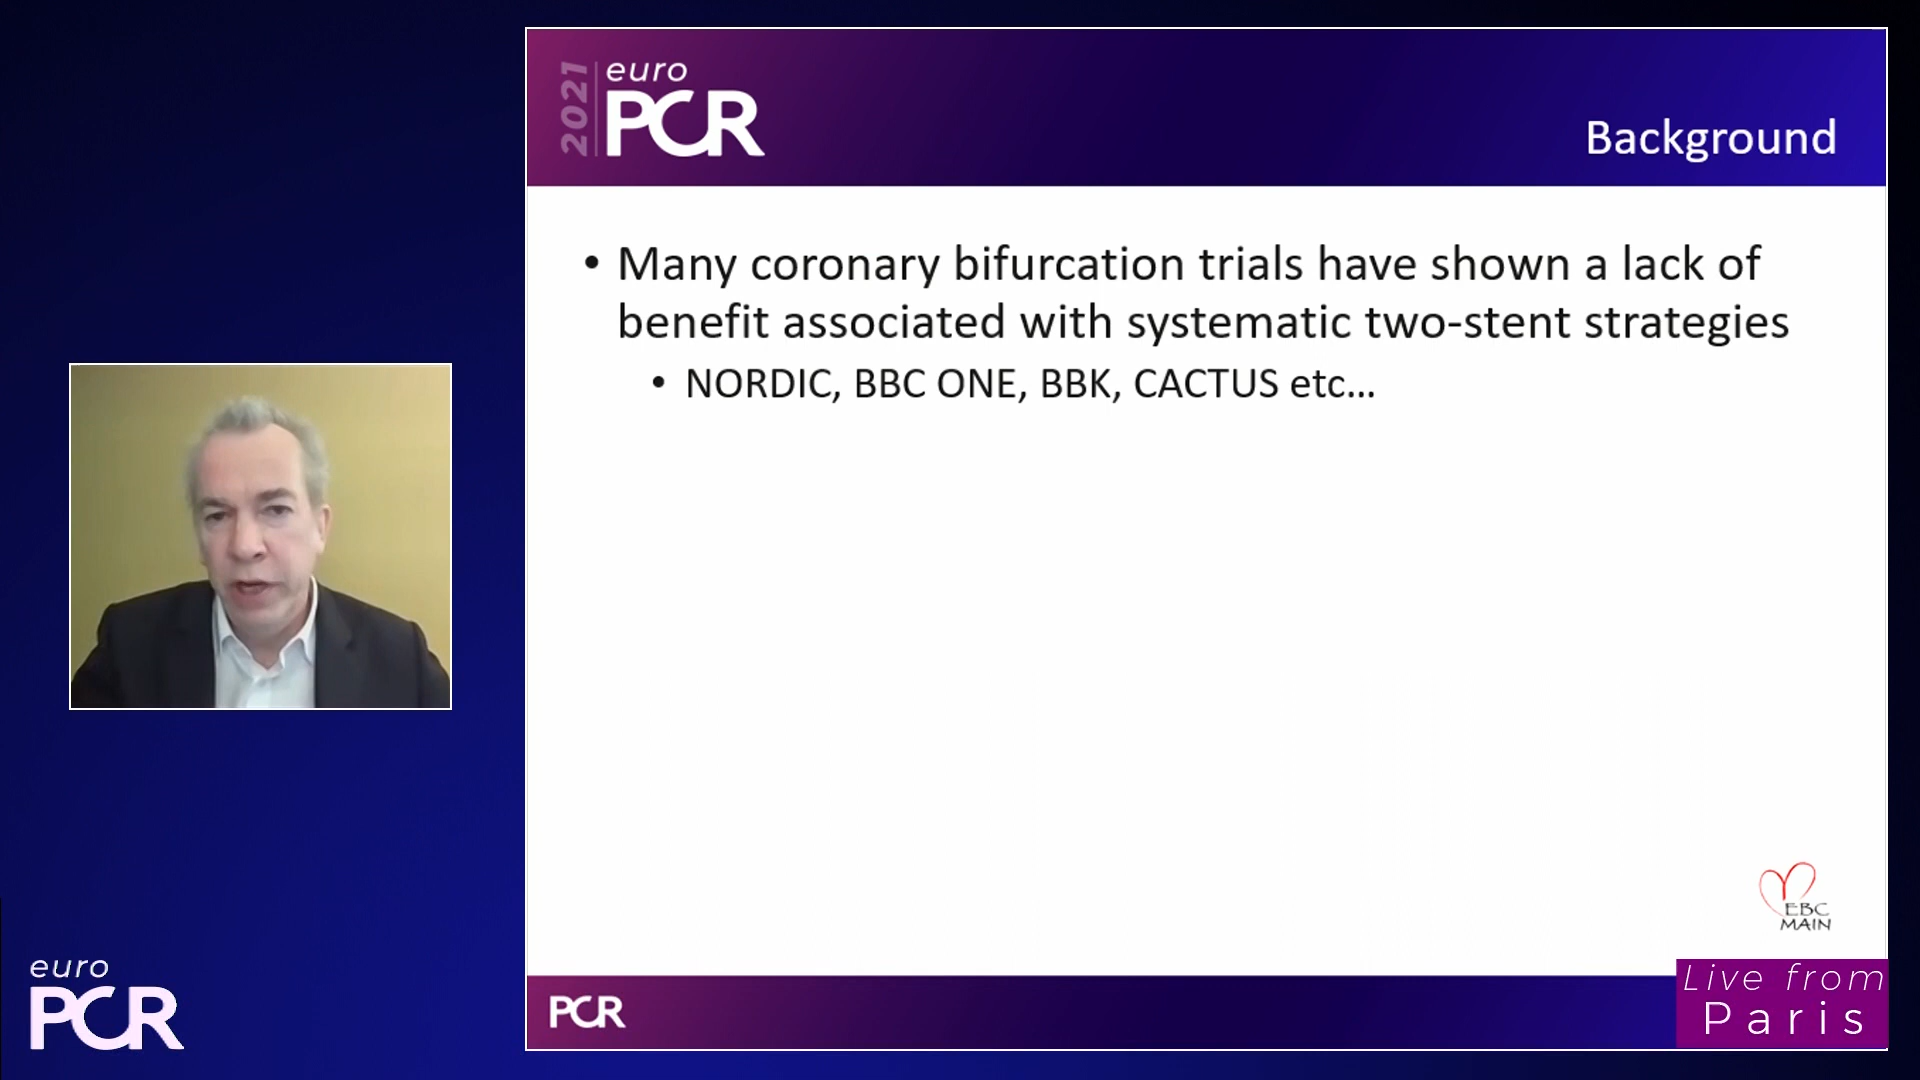 2021
euro
PCR
Background
• Many coronary bifurcation trials have shown a lack of
benefit associated with systematic two-stent strategies
• NORDIC, BBC ONE, BBK, CACTUS etc...
EBC
MAIN
PCR
Live from
Paris
euro
PCR